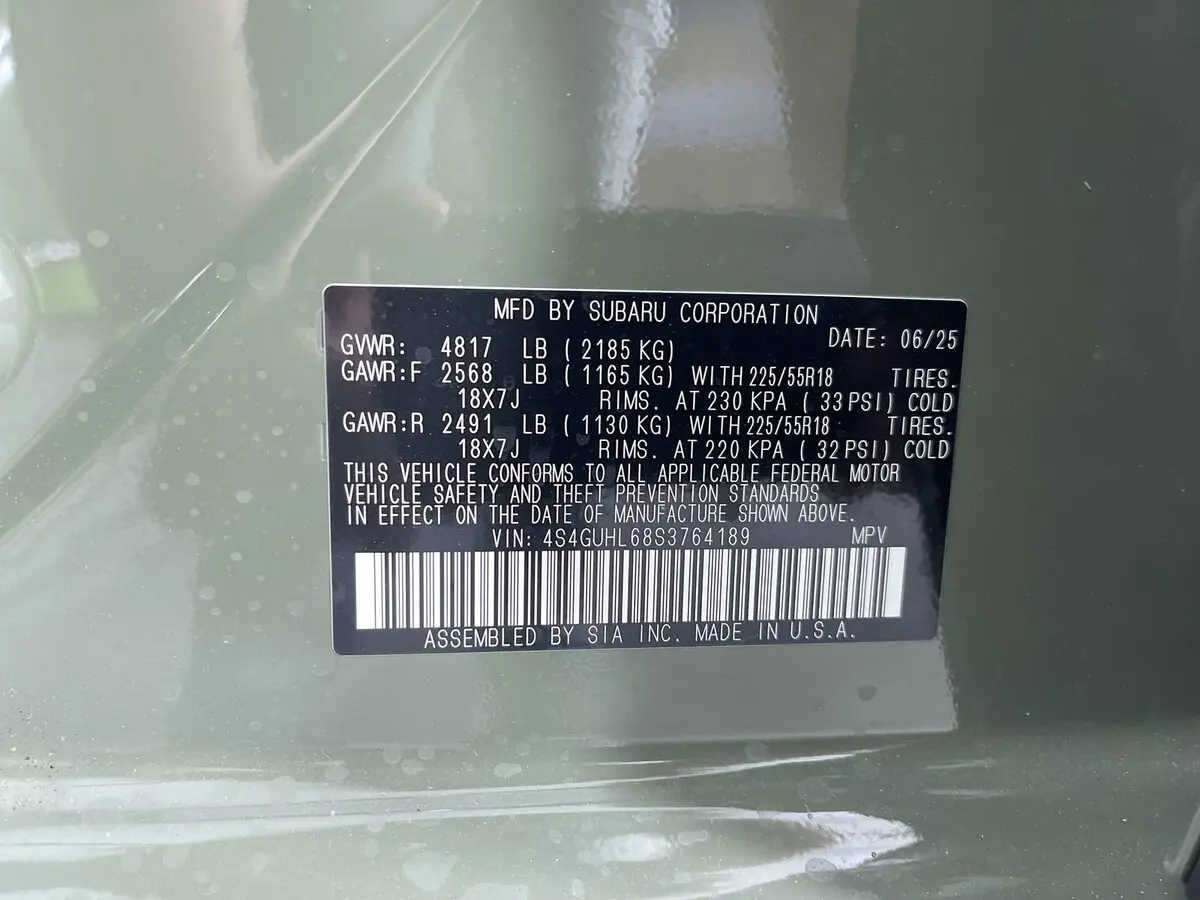 MFD BY SUBARU CORPORATION
DATE: 06/25
GVWR: 4817 LB ( 2185 KG)
GAWR:F 2568 LB ( 1165 KG) WITH 225/55R18 TIRES.
18X7J RIMS. AT 230 KPA ( 33 PSI) COLD
GAWR:R 2491 LB ( 1130 KG) WITH 225/55R18 TIRES.
18X7J RIMS. AT 220 KPA ( 32 PSI) COLD
THIS VEHICLE CONFORMS TO ALL APPLICABLE FEDERAL MOTOR
VEHICLE SAFETY AND THEFT PREVENTION STANDARDS
IN EFFECT ON THE DATE OF MANUFACTURE SHOWN ABOVE.
VIN: 4S4GUHL68S3764189 MPV
ASSEMBLED BY SIA INC. MADE IN U.S.A.